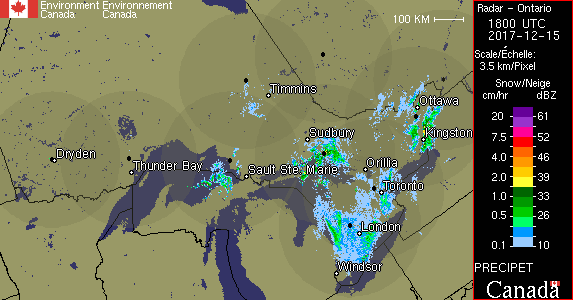 Environment Environnement
Canada Canada
100 KM
Timmins
Ottawa
Sudbury
Kingston
Dryden
Thunder Bay
Sault Ste. Marie
Orillia
Toronto
London
Windsor
Radar - Ontario
1800 UTC
2017-12-15
Scale/Échelle:
3.5 km/Pixel
Snow/Neige
cm/hr dBZ
20 61
7.5 52
4.0 46
2.0 39
1.0 33
0.5 26
0.1 10
PRECIPET
Canada